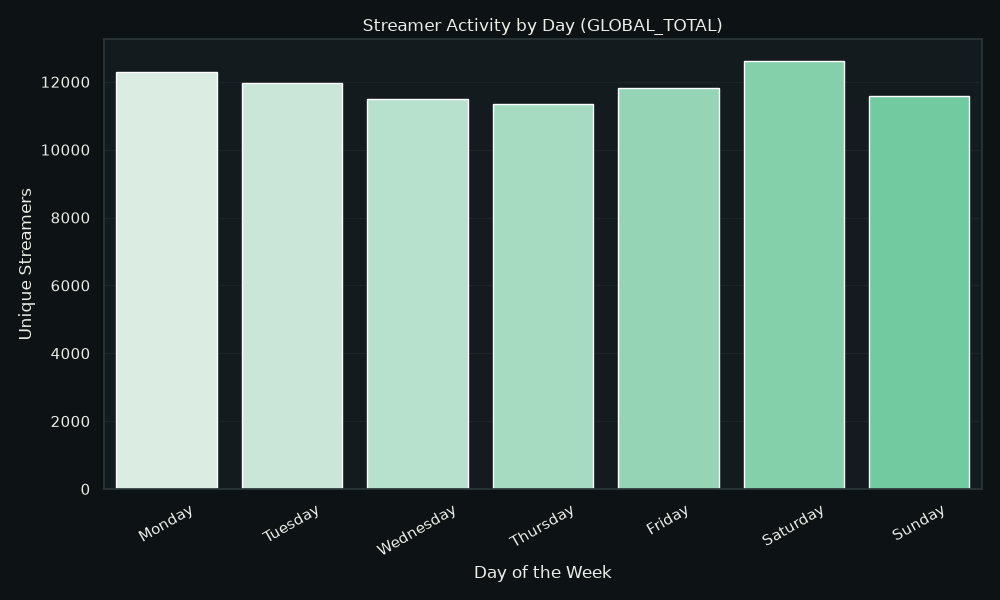 Streamer Activity by Day (GLOBAL_TOTAL)
Unique Streamers
12000
10000
8000
6000
4000
2000
0
Monday
Tuesday
Wednesday
Thursday
Friday
Saturday
Sunday
Day of the Week